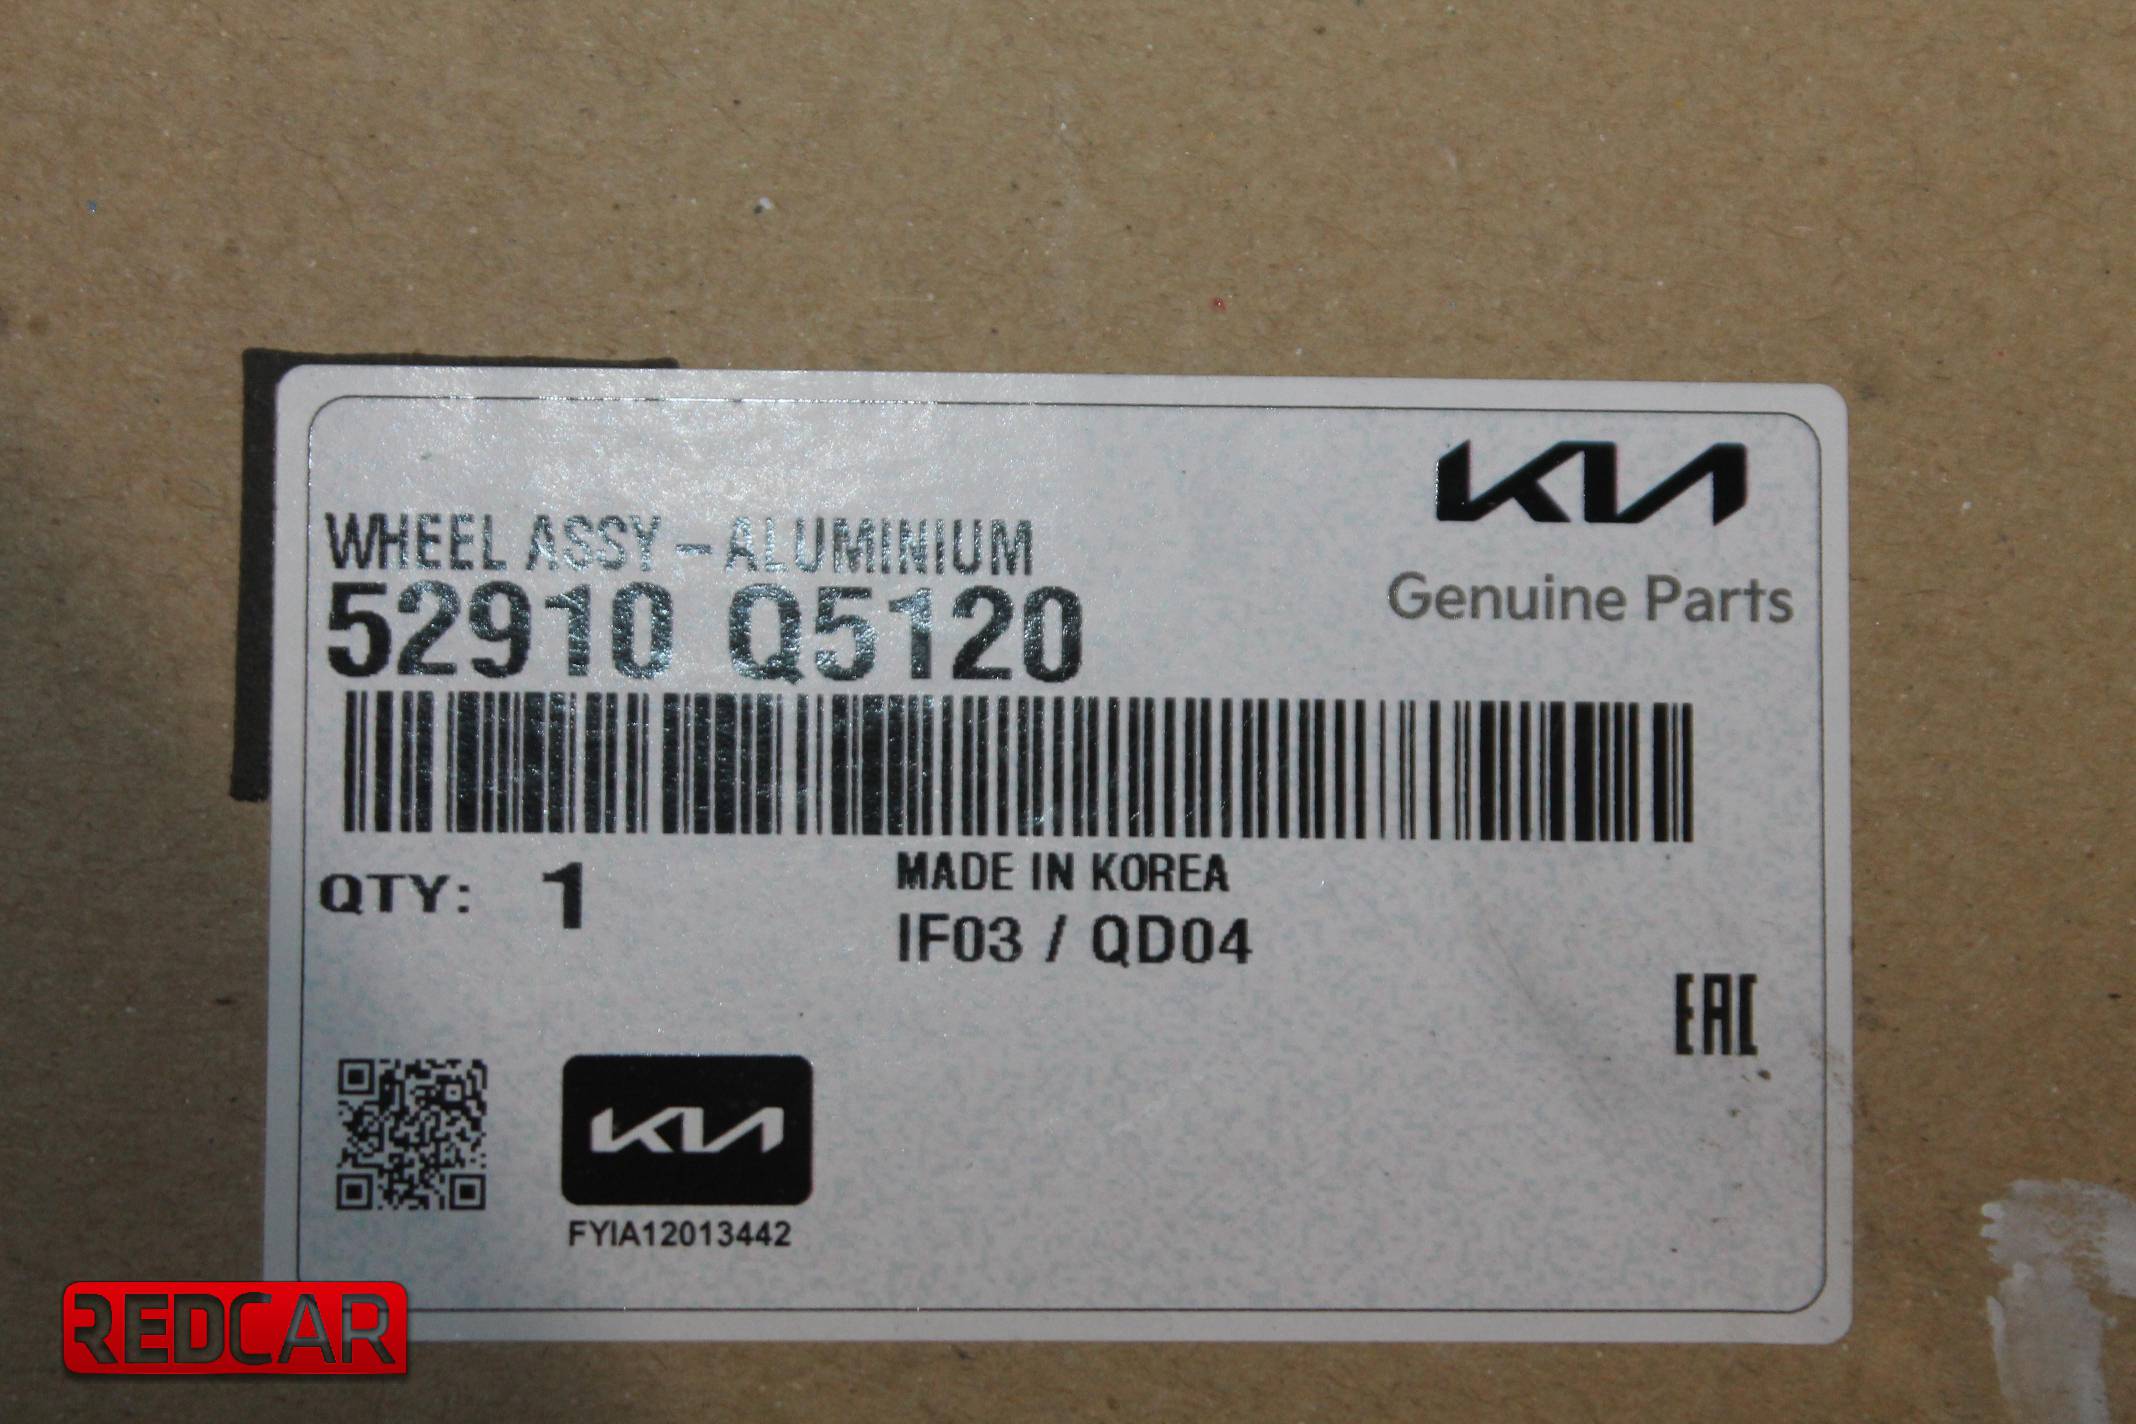 KIA
Genuine Parts
WHEEL ASSY - ALUMINIUM
52910 Q5120
QTY: 1
MADE IN KOREA
IF03 / QD04
EAC
KIA
FYIA12013442
REDCAR